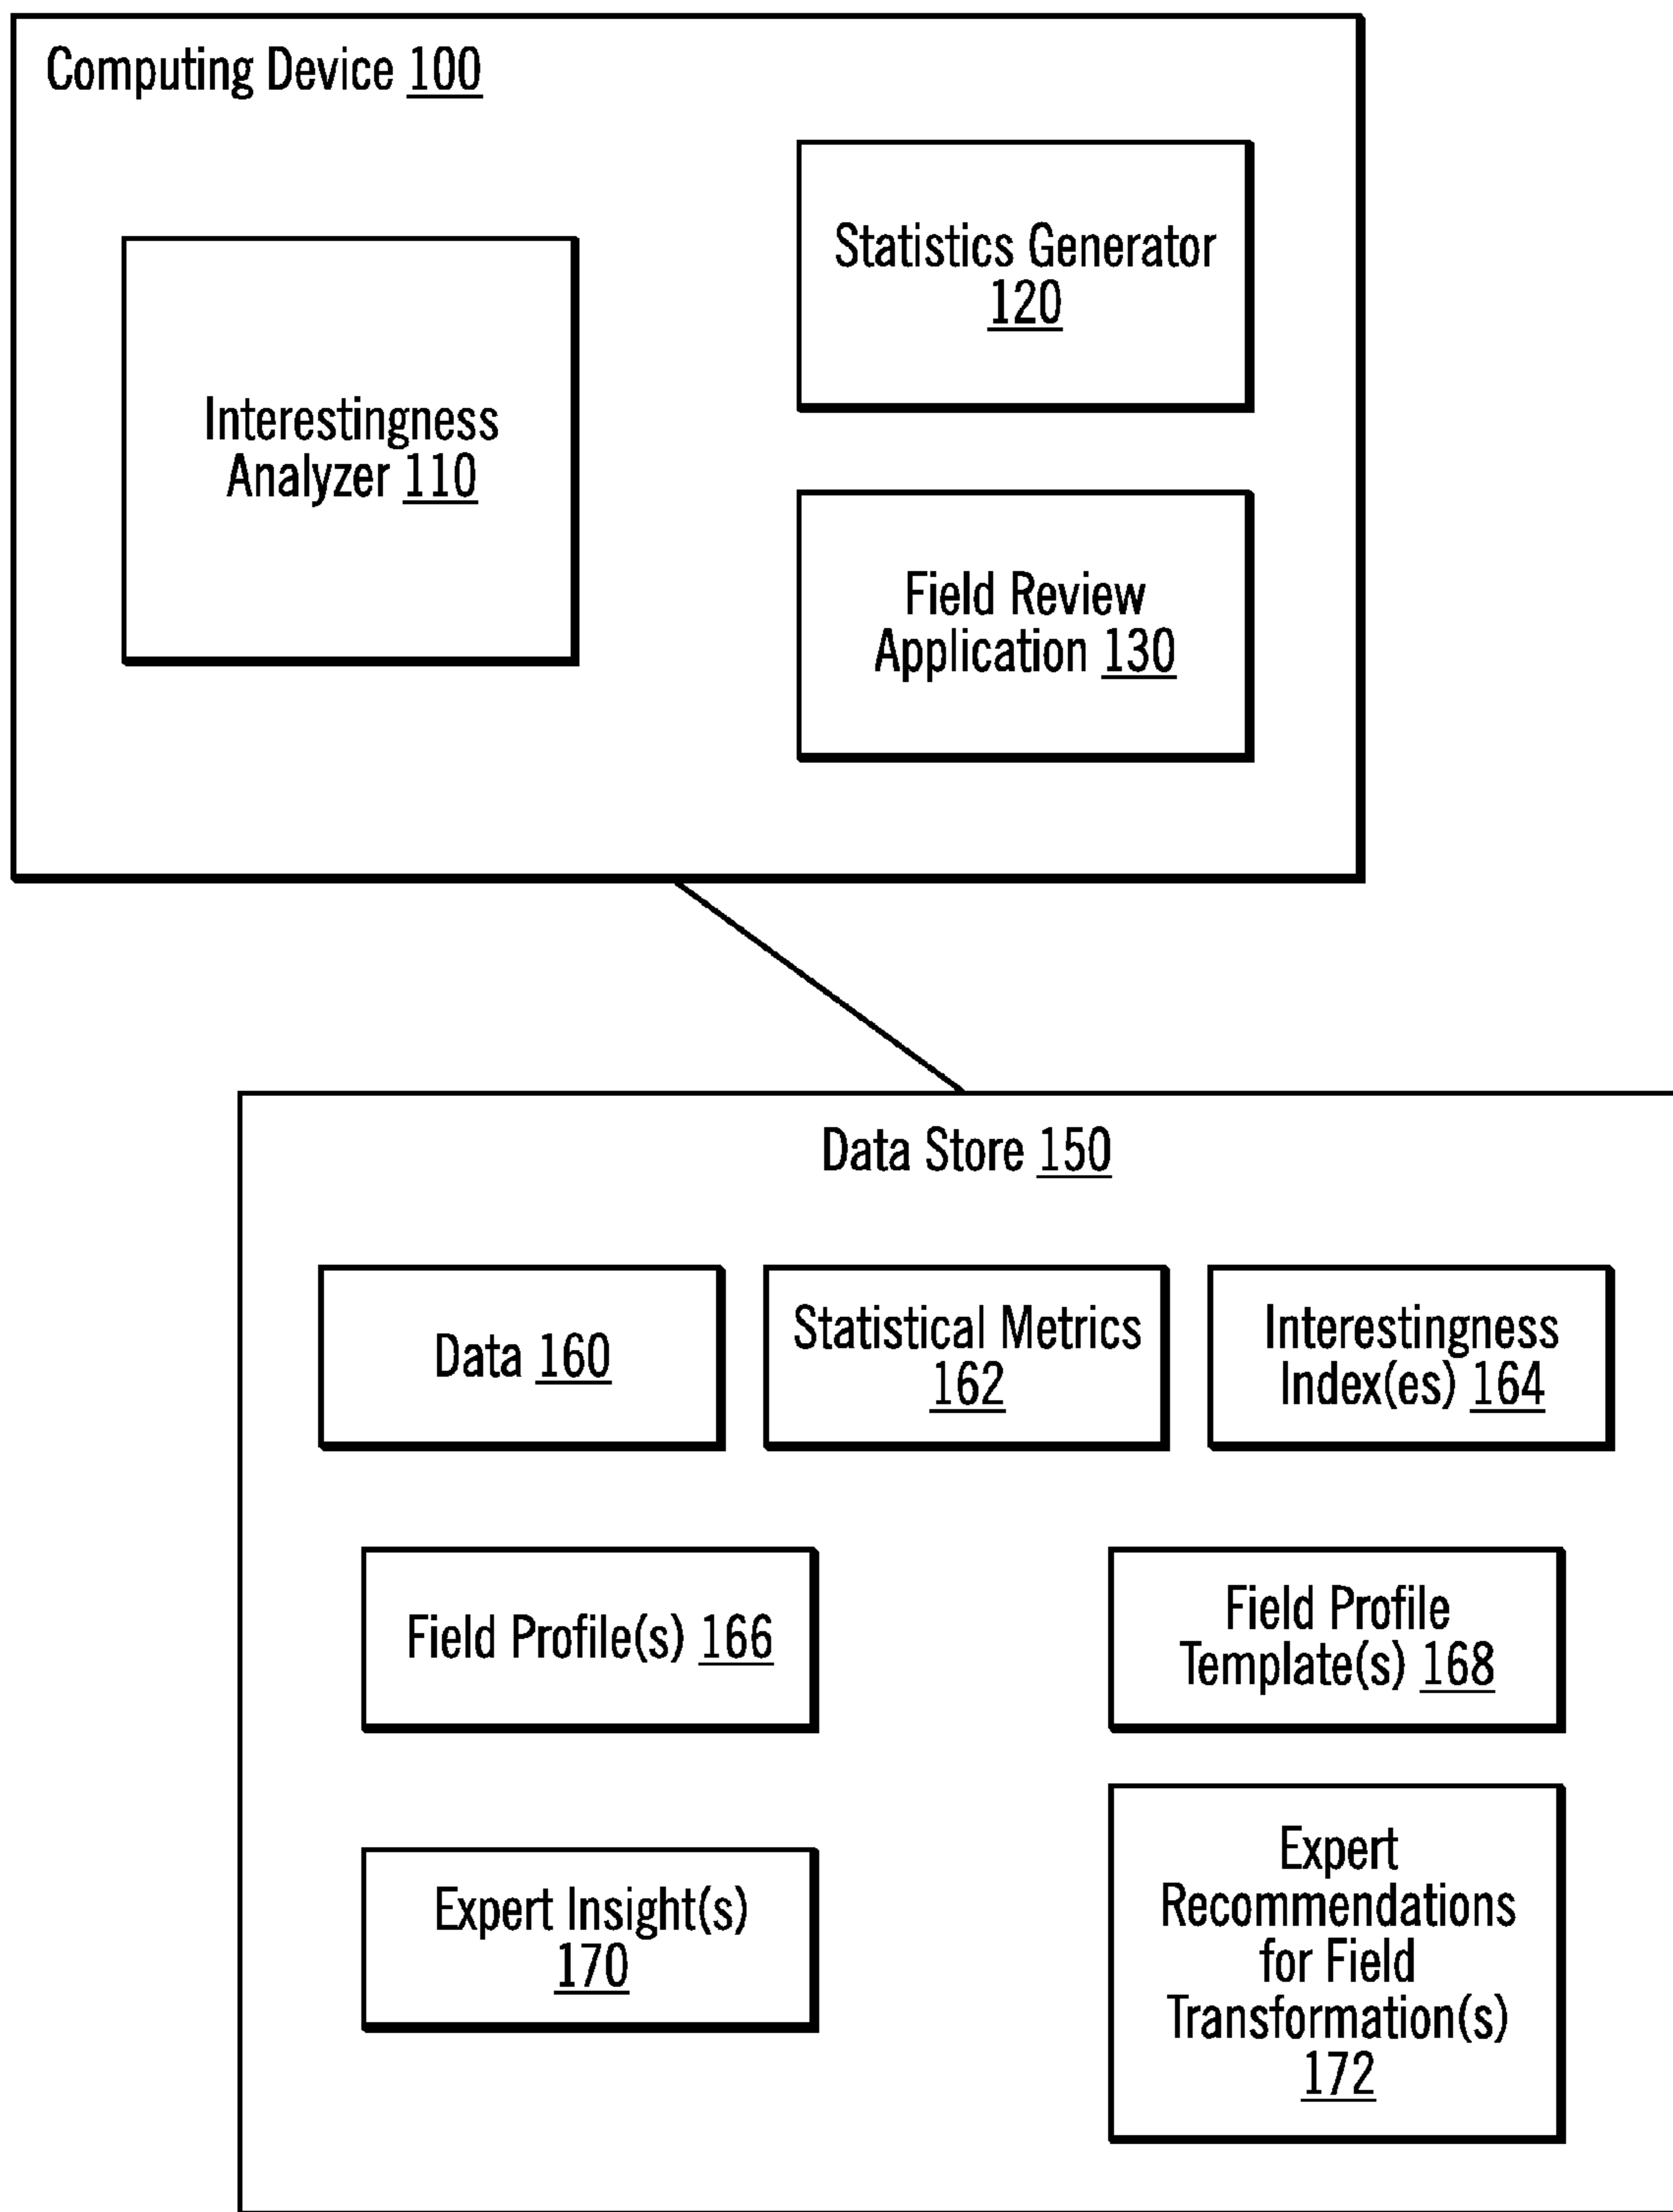 Computing Device 100
Statistics Generator
120
Interestingness
Analyzer 110
Field Review
Application 130
Data Store 150
Data 160
Statistical Metrics
162
Interestingness
Index(es) 164
Field Profile(s) 166
Field Profile
Template(s) 168
Expert Insight(s)
170
Expert
Recommendations
for Field
Transformation(s)
172